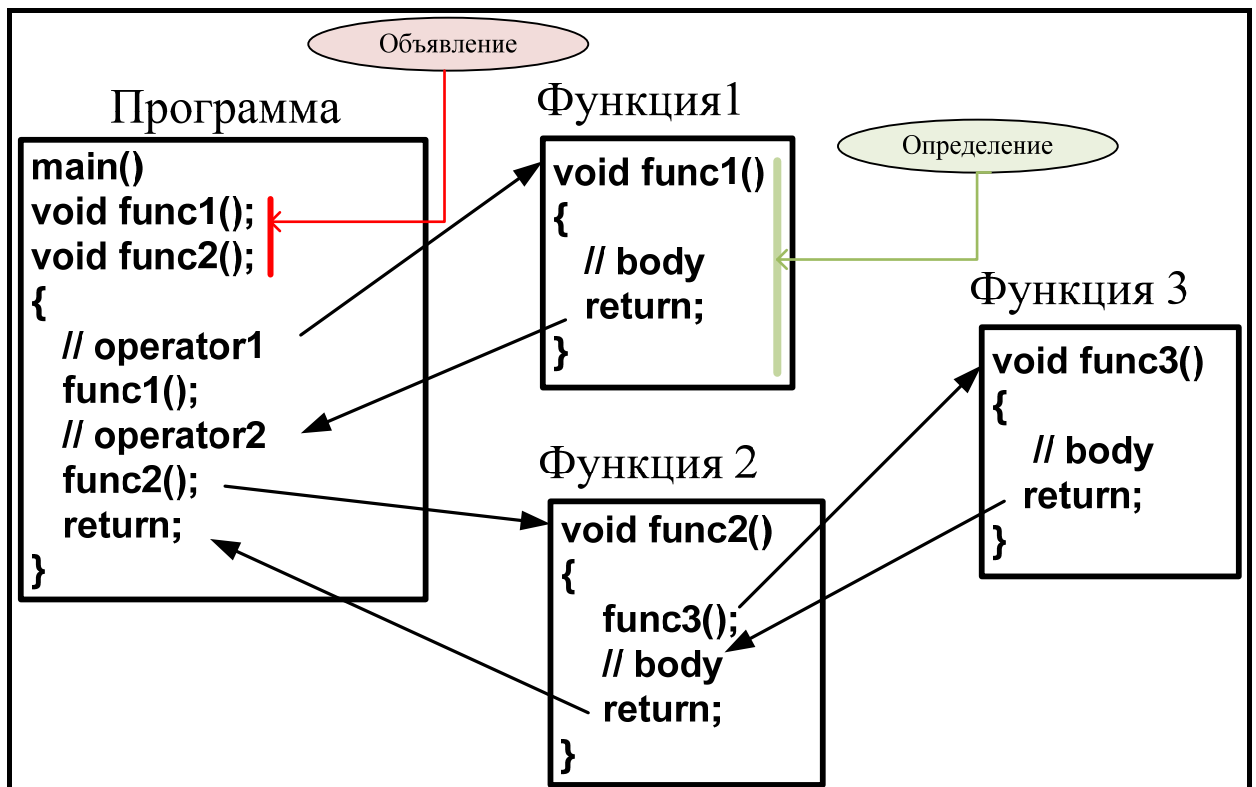 Объявление
Программа
main()
void func1();
void func2();
{
// operator1
func1();
// operator2
func2();
return;
}
Функция1
void func1()
{
// body
return;
}
Определение
Функция 2
void func2()
{
func3();
// body
return;
}
Функция 3
void func3()
{
// body
return;
}